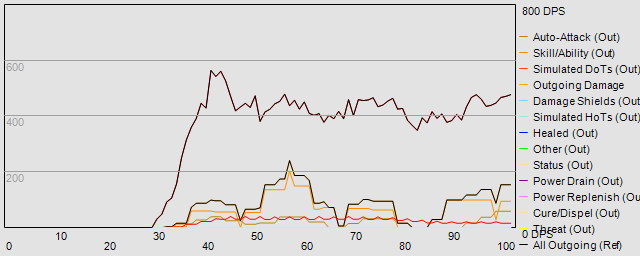 800 DPS
600
400
200
0 DPS
0 10 20 30 40 50 60 70 80 90 100
Auto-Attack (Out)
Skill/Ability (Out)
Simulated DoTs (Out)
Outgoing Damage
Damage Shields (Out)
Simulated HoTs (Out)
Healed (Out)
Other (Out)
Status (Out)
Power Drain (Out)
Power Replenish (Ou
Cure/Dispel (Out)
Threat (Out)
All Outgoing (Ref)